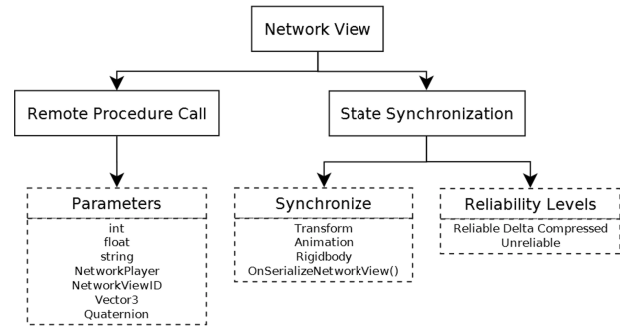 Network View
Remote Procedure Call
State Synchronization
Parameters
int
float
string
NetworkPlayer
NetworkViewID
Vector3
Quaternion
Synchronize
Transform
Animation
Rigidbody
OnSerializeNetworkView()
Reliability Levels
Reliable Delta Compressed
Unreliable